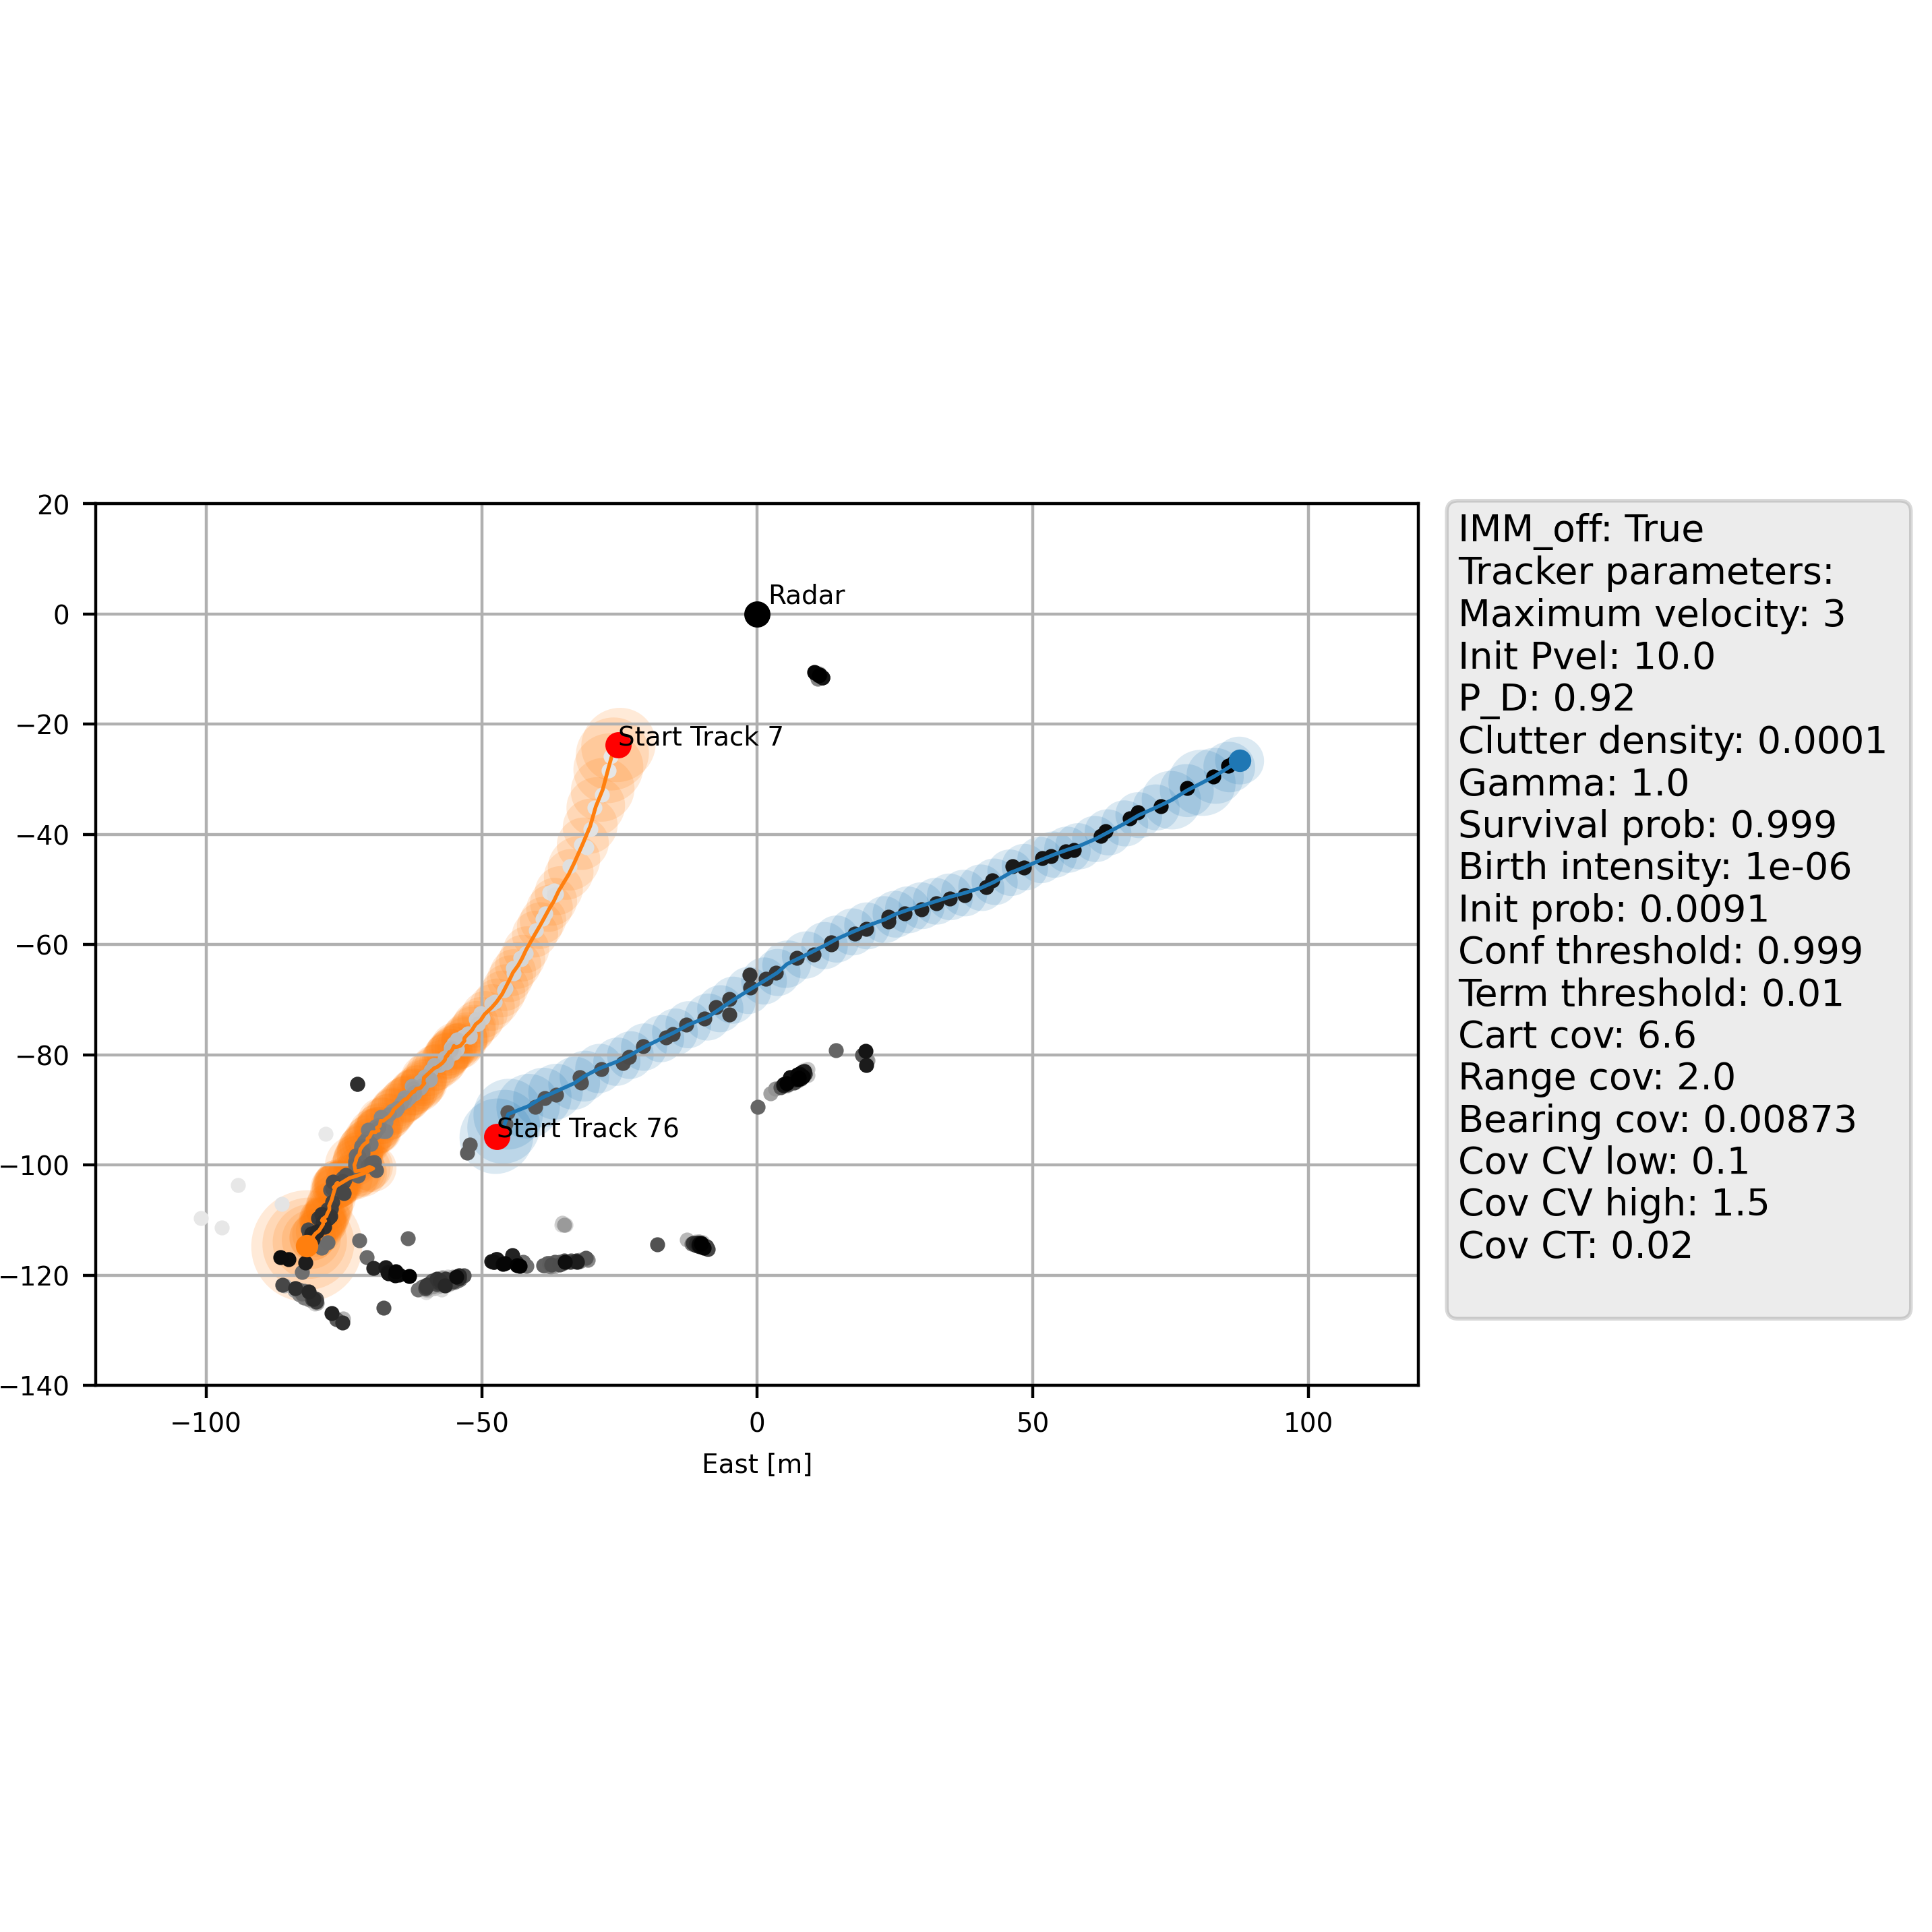 20
0
−20
−40
−60
−80
−100
−120
−140
−100
−50
0
50
100
East [m]
Radar
Start Track 7
Start Track 76
IMM_off: True
Tracker parameters:
Maximum velocity: 3
Init Pvel: 10.0
P_D: 0.92
Clutter density: 0.0001
Gamma: 1.0
Survival prob: 0.999
Birth intensity: 1e-06
Init prob: 0.0091
Conf threshold: 0.999
Term threshold: 0.01
Cart cov: 6.6
Range cov: 2.0
Bearing cov: 0.00873
Cov CV low: 0.1
Cov CV high: 1.5
Cov CT: 0.02